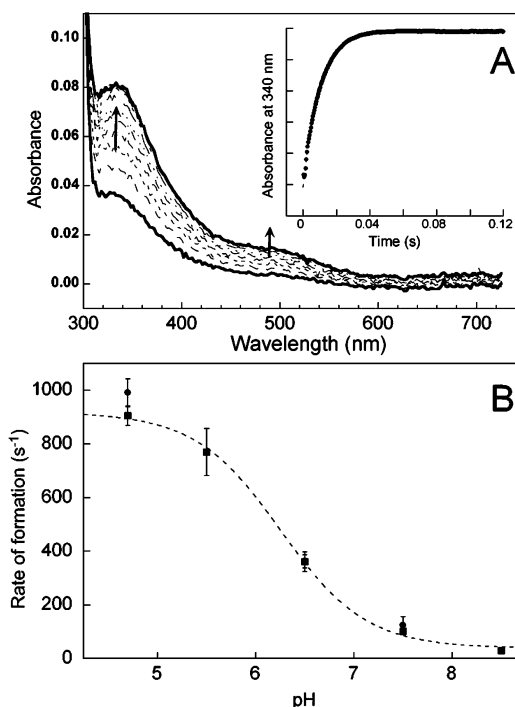 A
0.10
0.08
0.06
0.04
0.02
0.00
Absorbance
300 400 500 600 700
Wavelength (nm)
Absorbance at 340 nm
0 0.04 0.08 0.12
Time (s)
B
1000
800
600
400
200
0
Rate of formation (s⁻¹)
5 6 7 8
pH